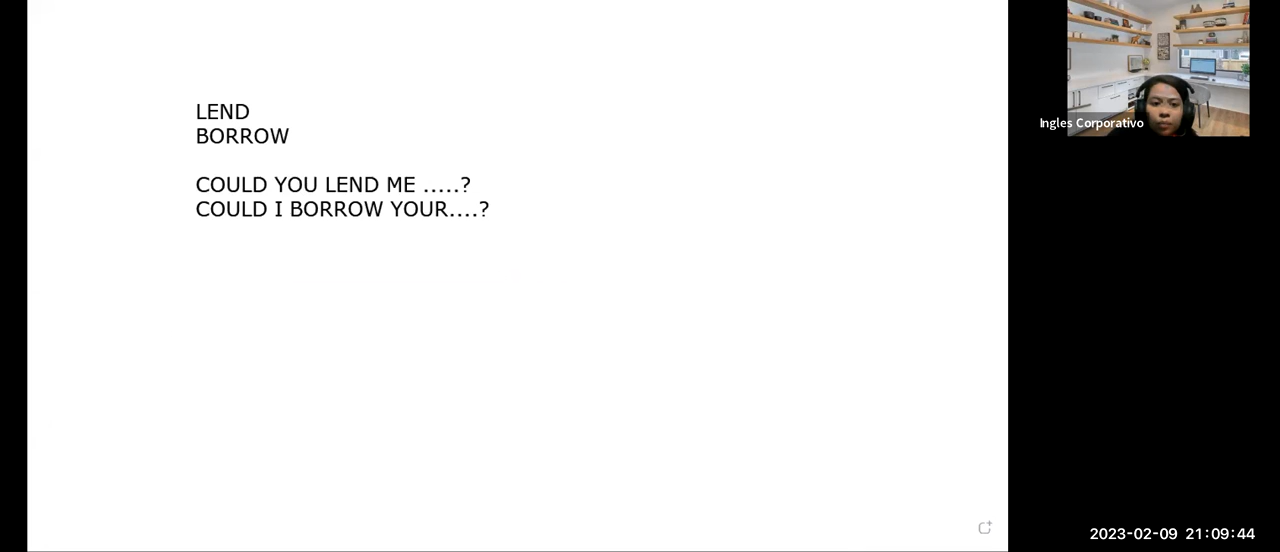 LEND
BORROW
COULD YOU LEND ME .....?
COULD I BORROW YOUR....?
Ingles Corporativo
2023-02-09 21:09:44